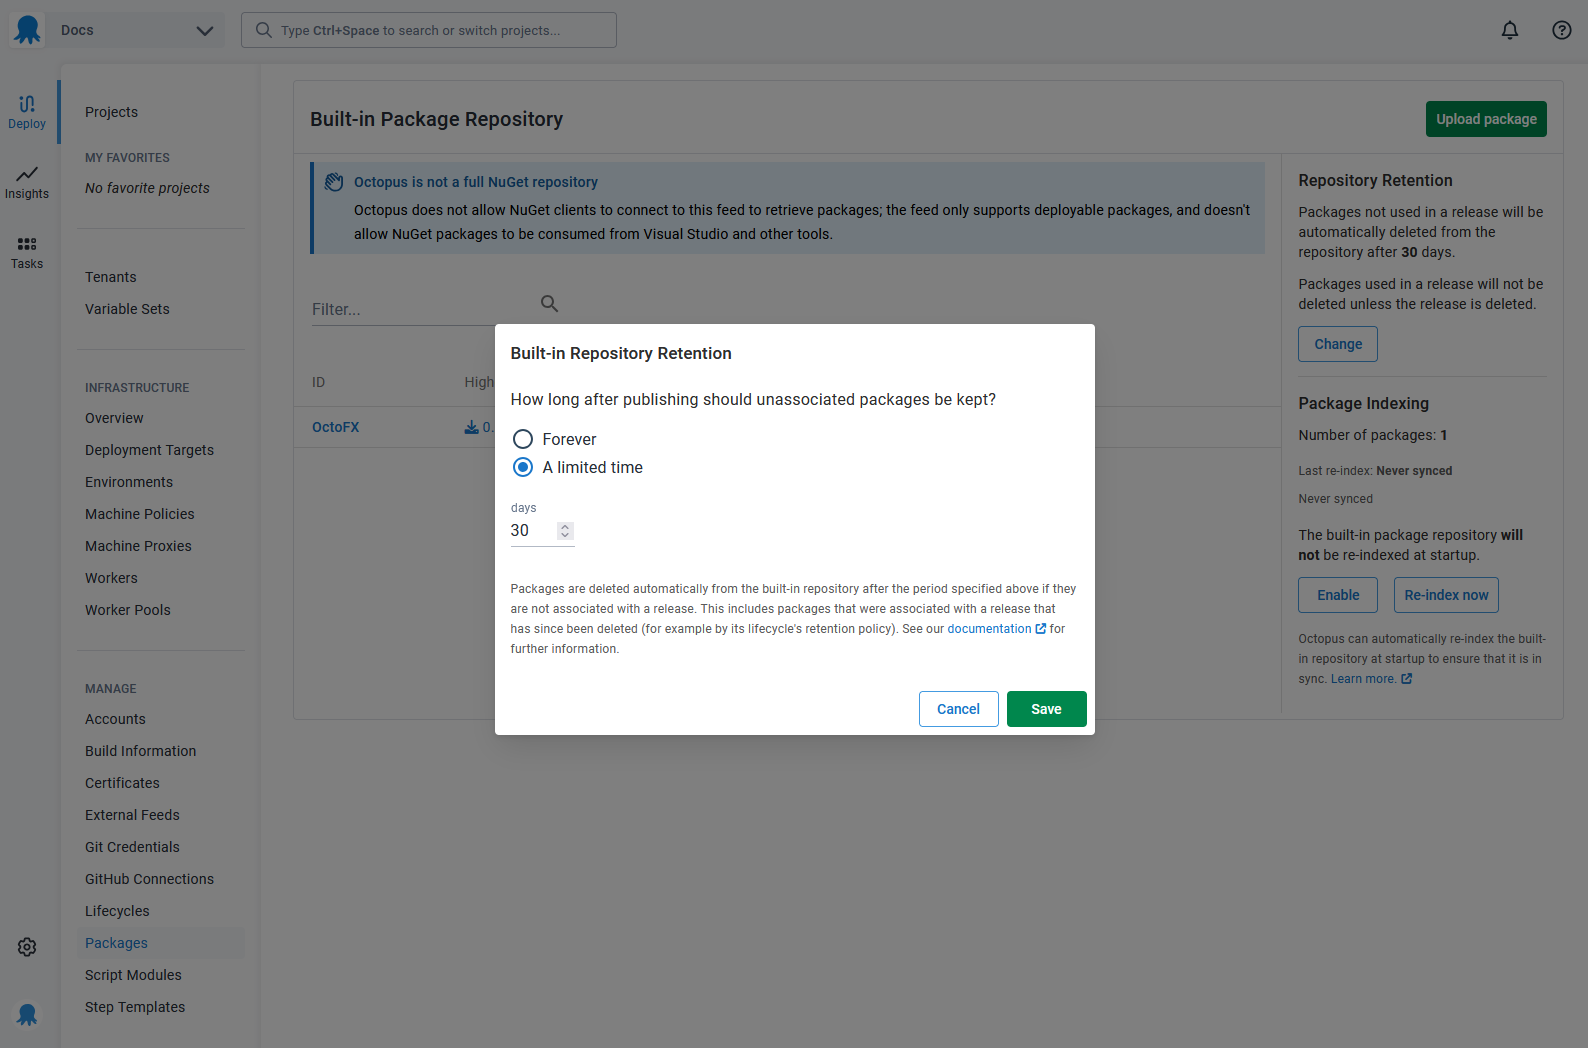 Docs
Type Ctrl+Space to search or switch projects...
Deploy
Insights
Tasks
Projects
MY FAVORITES
No favorite projects
Tenants
Variable Sets
INFRASTRUCTURE
Overview
Deployment Targets
Environments
Machine Policies
Machine Proxies
Workers
Worker Pools
MANAGE
Accounts
Build Information
Certificates
External Feeds
Git Credentials
GitHub Connections
Lifecycles
Packages
Script Modules
Step Templates
Built-in Package Repository
Upload package
Octopus is not a full NuGet repository
Octopus does not allow NuGet clients to connect to this feed to retrieve packages; the feed only supports deployable packages, and doesn't
allow NuGet packages to be consumed from Visual Studio and other tools.
Filter...
ID
High
OctoFX
0.
Built-in Repository Retention
How long after publishing should unassociated packages be kept?
Forever
A limited time
days
30
Packages are deleted automatically from the built-in repository after the period specified above if they
are not associated with a release. This includes packages that were associated with a release that
has since been deleted (for example by its lifecycle's retention policy). See our documentation for
further information.
Cancel
Save
Repository Retention
Packages not used in a release will be
automatically deleted from the
repository after 30 days.
Packages used in a release will not be
deleted unless the release is deleted.
Change
Package Indexing
Number of packages: 1
Last re-index: Never synced
Never synced
The built-in package repository will
not be re-indexed at startup.
Enable
Re-index now
Octopus can automatically re-index the built-
in repository at startup to ensure that it is in
sync. Learn more.